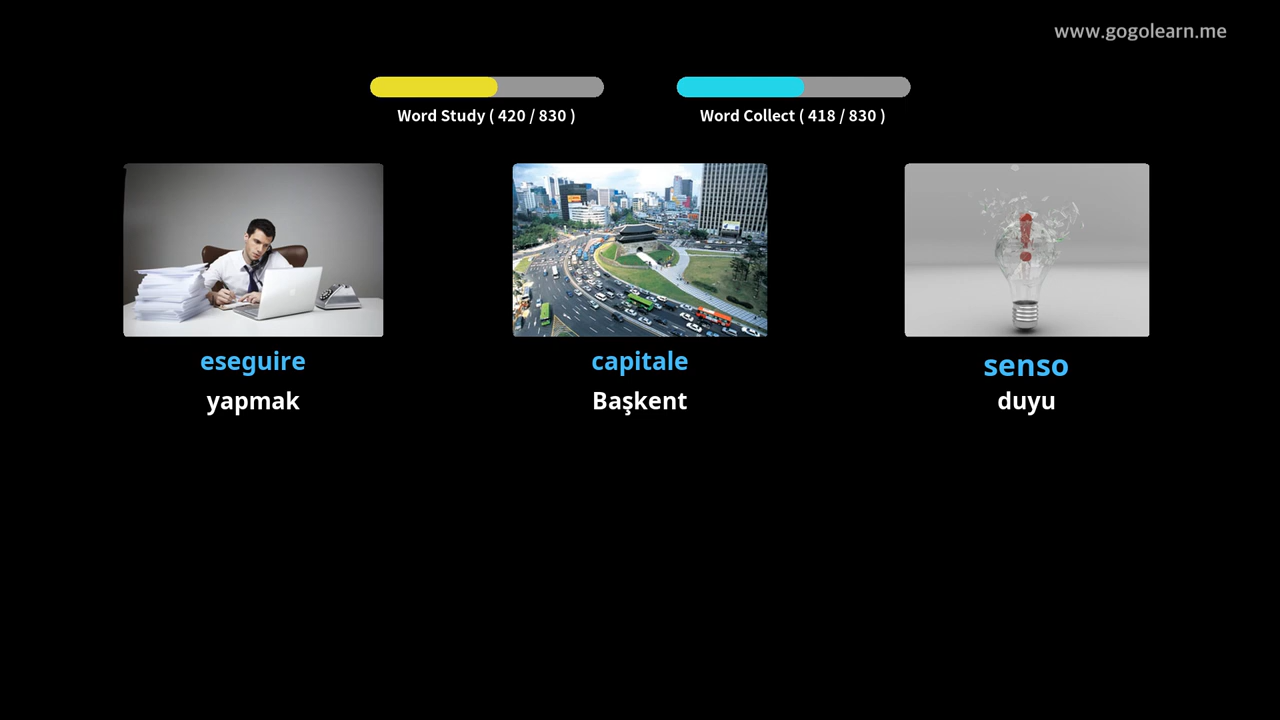 www.gogolearn.me
Word Study ( 420 / 830 )
Word Collect ( 418 / 830 )
eseguire
capitale
senso
yapmak
Başkent
duyu